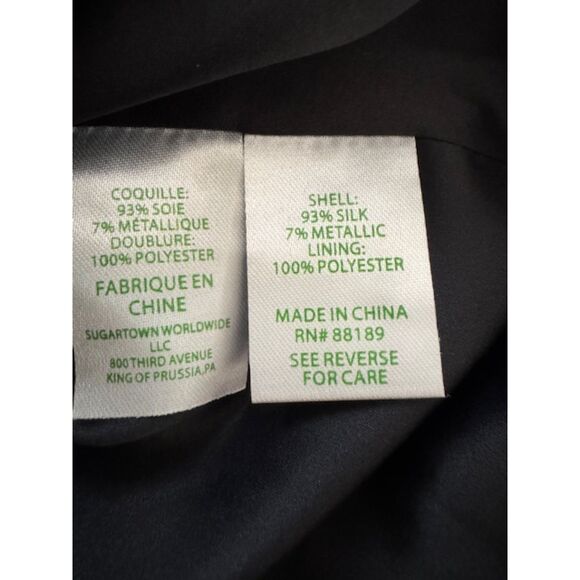 COQUILLE:
93% SOIE
7% MÉTALLIQUE
DOUBLURE:
100% POLYESTER
FABRIQUE EN
CHINE
SUGARTOWN WORLDWIDE
LLC
800 THIRD AVENUE
KING OF PRUSSIA,PA
SHELL:
93% SILK
7% METALLIC
LINING:
100% POLYESTER
MADE IN CHINA
RN# 88189
SEE REVERSE
FOR CARE